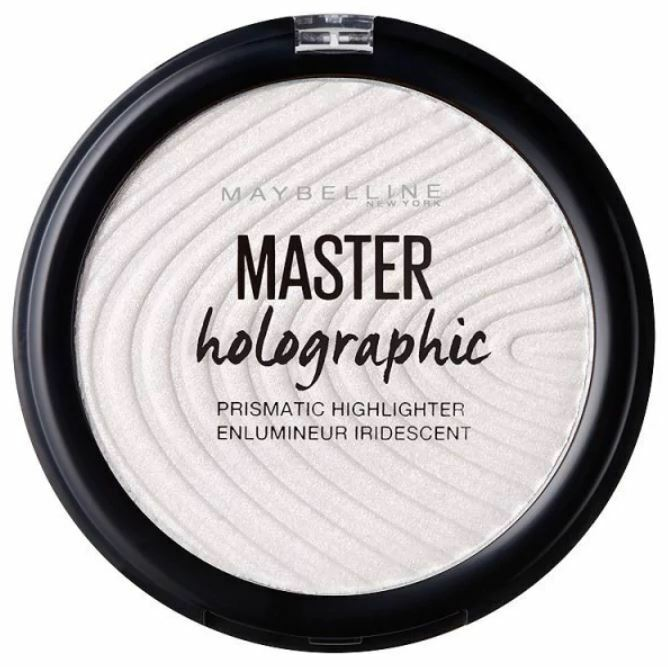 MAYBELLINE
NEW YORK
MASTER
holographic
PRISMATIC HIGHLIGHTER
ENLUMINEUR IRIDESCENT